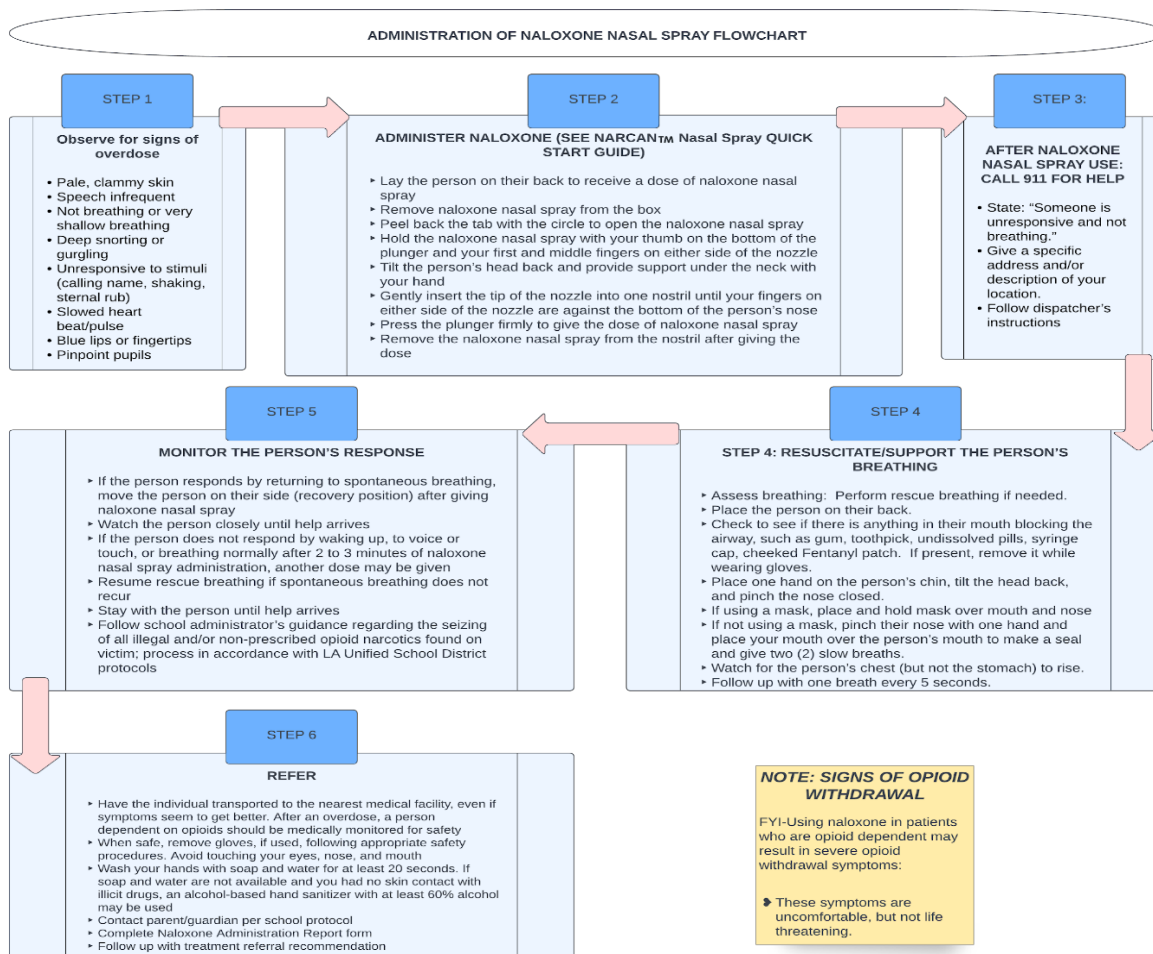 ADMINISTRATION OF NALOXONE NASAL SPRAY FLOWCHART
STEP 1
Observe for signs of
overdose
• Pale, clammy skin
• Speech infrequent
• Not breathing or very
shallow breathing
• Deep snorting or
gurgling
• Unresponsive to stimuli
(calling name, shaking,
sternal rub)
• Slowed heart
beat/pulse
• Blue lips or fingertips
• Pinpoint pupils
STEP 2
ADMINISTER NALOXONE (SEE NARCAN™ Nasal Spray QUICK
START GUIDE)
‣ Lay the person on their back to receive a dose of naloxone nasal
spray
‣ Remove naloxone nasal spray from the box
‣ Peel back the tab with the circle to open the naloxone nasal spray
‣ Hold the naloxone nasal spray with your thumb on the bottom of the
plunger and your first and middle fingers on either side of the nozzle
‣ Tilt the person's head back and provide support under the neck with
your hand
‣ Gently insert the tip of the nozzle into one nostril until your fingers on
either side of the nozzle are against the bottom of the person's nose
‣ Press the plunger firmly to give the dose of naloxone nasal spray
‣ Remove the naloxone nasal spray from the nostril after giving the
dose
STEP 3:
AFTER NALOXONE
NASAL SPRAY USE:
CALL 911 FOR HELP
• State: “Someone is
unresponsive and not
breathing.”
• Give a specific
address and/or
description of your
location.
• Follow dispatcher's
instructions
STEP 4
STEP 4: RESUSCITATE/SUPPORT THE PERSON'S
BREATHING
‣ Assess breathing:  Perform rescue breathing if needed.
‣ Place the person on their back.
‣ Check to see if there is anything in their mouth blocking the
airway, such as gum, toothpick, undissolved pills, syringe
cap, cheeked Fentanyl patch.  If present, remove it while
wearing gloves.
‣ Place one hand on the person's chin, tilt the head back,
and pinch the nose closed.
‣ If using a mask, place and hold mask over mouth and nose
‣ If not using a mask, pinch their nose with one hand and
place your mouth over the person's mouth to make a seal
and give two (2) slow breaths.
‣ Watch for the person's chest (but not the stomach) to rise.
‣ Follow up with one breath every 5 seconds.
STEP 5
MONITOR THE PERSON'S RESPONSE
‣ If the person responds by returning to spontaneous breathing,
move the person on their side (recovery position) after giving
naloxone nasal spray
‣ Watch the person closely until help arrives
‣ If the person does not respond by waking up, to voice or
touch, or breathing normally after 2 to 3 minutes of naloxone
nasal spray administration, another dose may be given
‣ Resume rescue breathing if spontaneous breathing does not
recur
‣ Stay with the person until help arrives
‣ Follow school administrator's guidance regarding the seizing
of all illegal and/or non-prescribed opioid narcotics found on
victim; process in accordance with LA Unified School District
protocols
STEP 6
REFER
‣ Have the individual transported to the nearest medical facility, even if
symptoms seem to get better. After an overdose, a person
dependent on opioids should be medically monitored for safety
‣ When safe, remove gloves, if used, following appropriate safety
procedures. Avoid touching your eyes, nose, and mouth
‣ Wash your hands with soap and water for at least 20 seconds. If
soap and water are not available and you had no skin contact with
illicit drugs, an alcohol-based hand sanitizer with at least 60% alcohol
may be used
‣ Contact parent/guardian per school protocol
‣ Complete Naloxone Administration Report form
‣ Follow up with treatment referral recommendation
NOTE: SIGNS OF OPIOID
WITHDRAWAL
FYI-Using naloxone in patients
who are opioid dependent may
result in severe opioid
withdrawal symptoms:
❥ These symptoms are
uncomfortable, but not life
threatening.